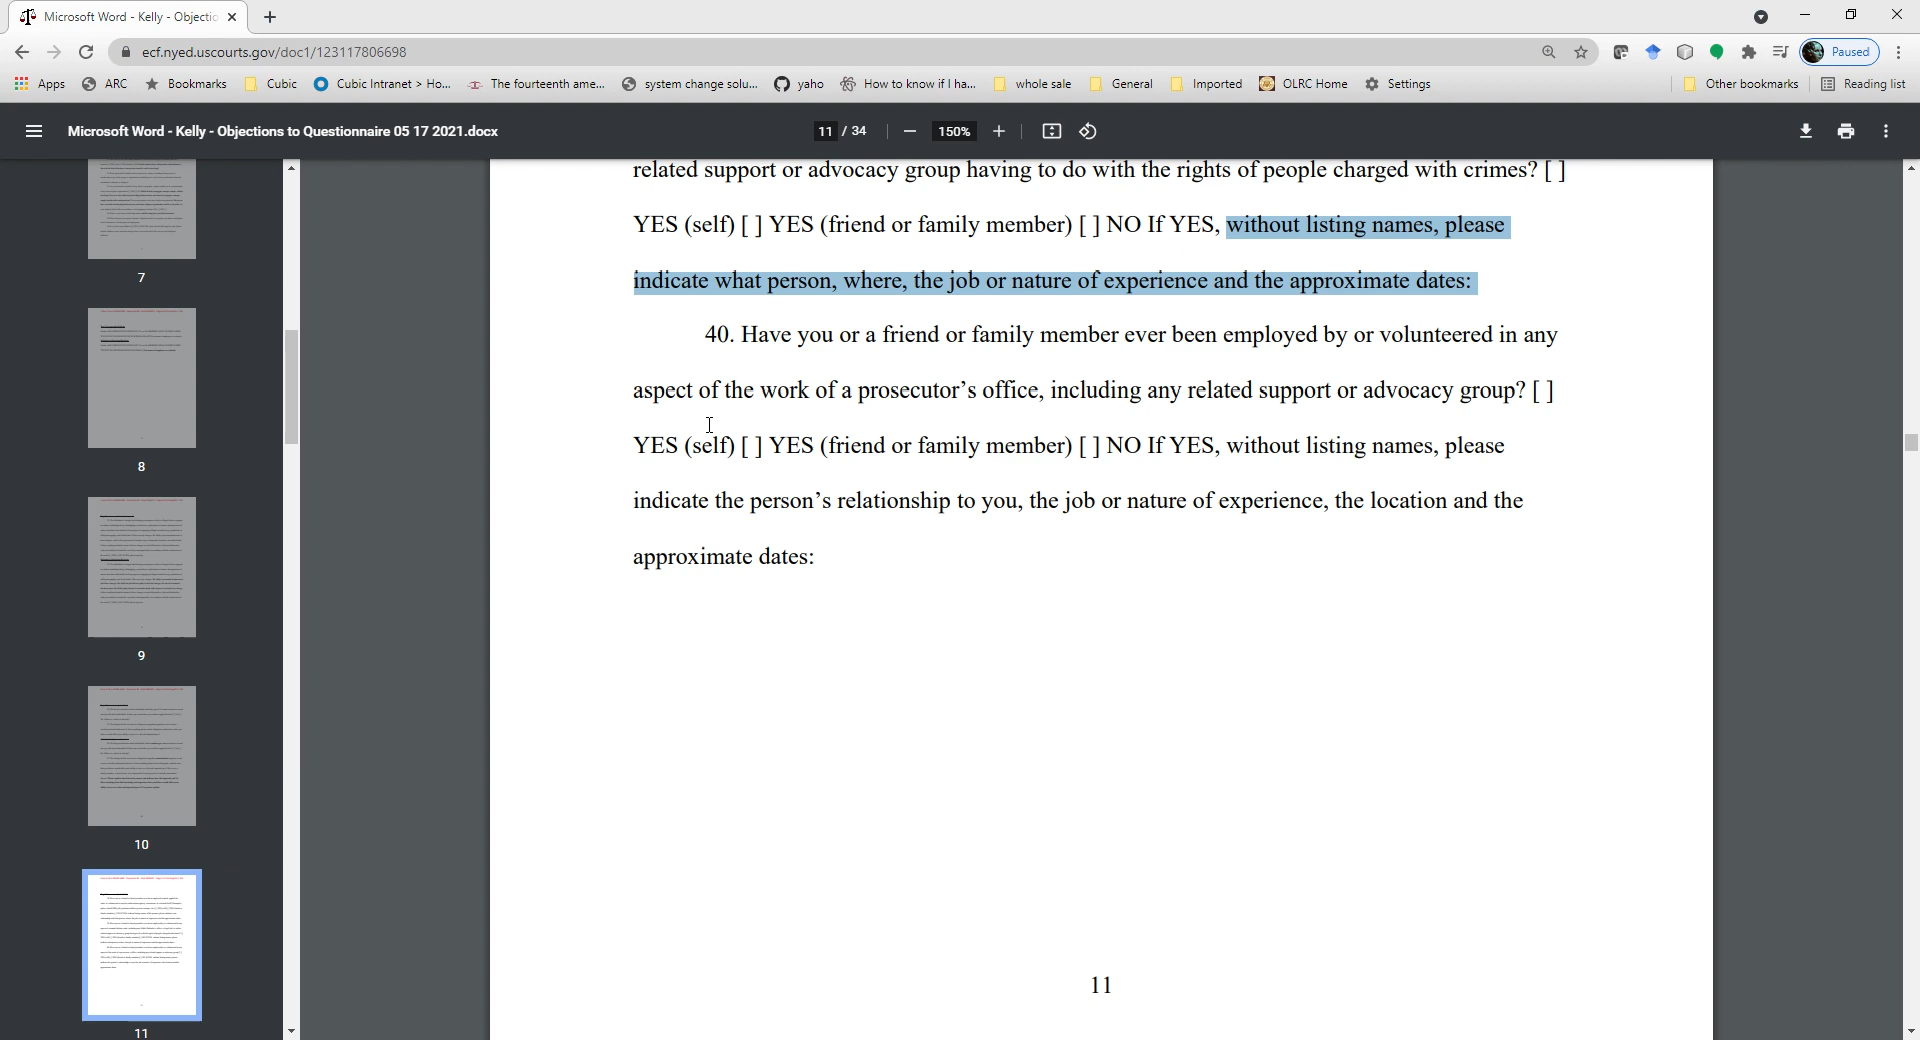 Microsoft Word - Kelly - Objectio
ecf.nyed.uscourts.gov/doc1/123117806698
Paused
Apps ARC Bookmarks Cubic Cubic Intranet > Ho... The fourteenth ame... system change solu... yaho How to know if I ha... whole sale General Imported OLRC Home Settings Other bookmarks Reading list
Microsoft Word - Kelly - Objections to Questionnaire 05 17 2021.docx
11 / 34
150%
7
8
9
10
11
related support or advocacy group having to do with the rights of people charged with crimes? [ ]
YES (self) [ ] YES (friend or family member) [ ] NO If YES, without listing names, please
indicate what person, where, the job or nature of experience and the approximate dates:
40. Have you or a friend or family member ever been employed by or volunteered in any
aspect of the work of a prosecutor’s office, including any related support or advocacy group? [ ]
YES (self) [ ] YES (friend or family member) [ ] NO If YES, without listing names, please
indicate the person’s relationship to you, the job or nature of experience, the location and the
approximate dates:
11